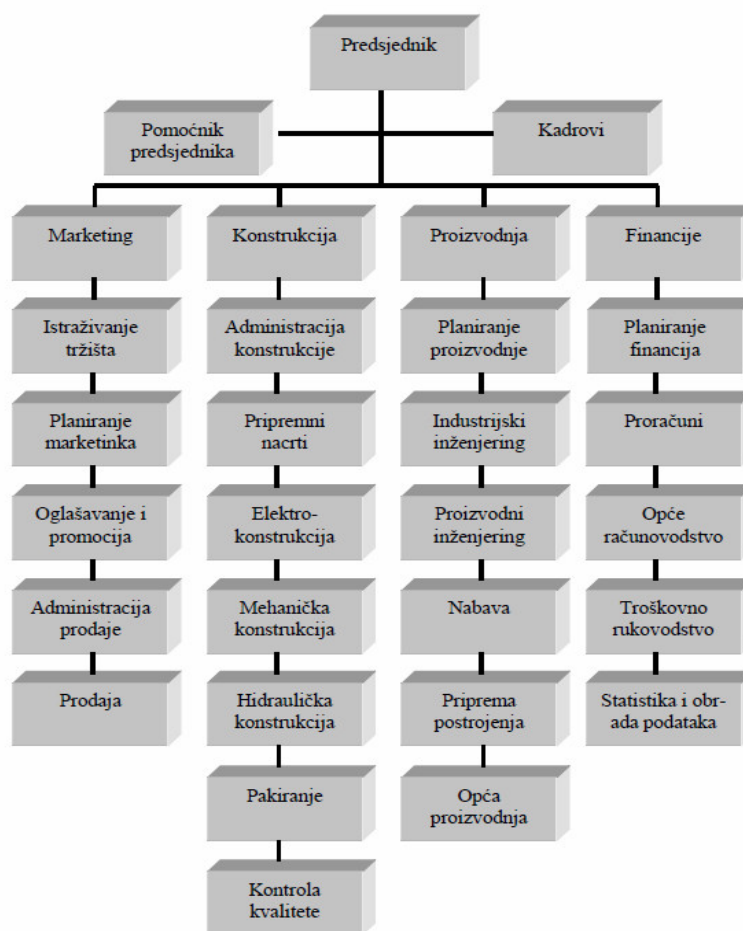 Predsjednik
Pomoćnik
predsjednika
Kadrovi
Marketing
Konstrukcija
Proizvodnja
Financije
Istraživanje
tržišta
Administracija
konstrukcije
Planiranje
proizvodnje
Planiranje
financija
Planiranje
marketinka
Pripremni
nacrti
Industrijski
inženjering
Proračuni
Oglašavanje i
promocija
Elektro-
konstrukcija
Proizvodni
inženjering
Opće
računovodstvo
Administracija
prodaje
Mehanička
konstrukcija
Nabava
Troškovno
rukovodstvo
Prodaja
Hidraulička
konstrukcija
Priprema
postrojenja
Statistika i obr-
ada podataka
Pakiranje
Opća
proizvodnja
Kontrola
kvalitete